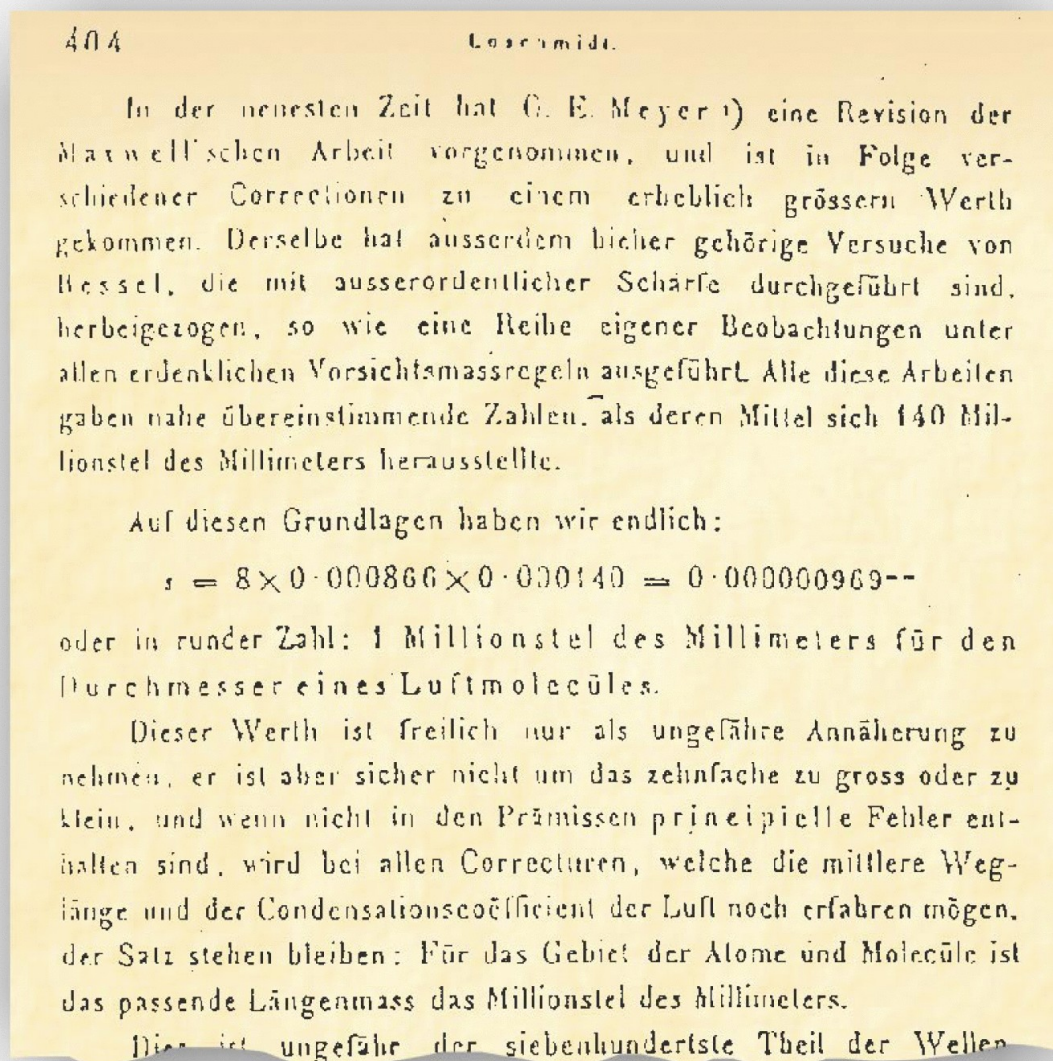 404
Loschmidt.
In der neuesten Zeit hat O. E. Meyer ¹) eine Revision der
Maxwell'schen Arbeit vorgenommen, und ist in Folge ver-
schiedener Correctionen zu einem erheblich grössern Werth
gekommen. Derselbe hat ausserdem hieher gehörige Versuche von
Bessel, die mit ausserordentlicher Schärfe durchgeführt sind,
herbeigezogen, so wie eine Reihe eigener Beobachtungen unter
allen erdenklichen Vorsichtsmassregeln ausgeführt. Alle diese Arbeiten
gaben nahe übereinstimmende Zahlen, als deren Mittel sich 140 Mil-
lionstel des Millimeters herausstellte.
Auf diesen Grundlagen haben wir endlich:
s = 8×0·000866×0·000140 = 0·000000969
oder in runder Zahl: 1 Millionstel des Millimeters für den
Durchmesser eines Luftmolecüles.
Dieser Werth ist freilich nur als ungefähre Annäherung zu
nehmen, er ist aber sicher nicht um das zehnfache zu gross oder zu
klein, und wenn nicht in den Prämissen principielle Fehler ent-
halten sind, wird bei allen Correcturen, welche die mittlere Weg-
länge und der Condensationscoëfficient der Luft noch erfahren mögen,
der Satz stehen bleiben: Für das Gebiet der Atome und Molecüle ist
das passende Längenmass das Millionstel des Millimeters.
Dies ist ungefähr der siebenhundertste Theil der Wellen